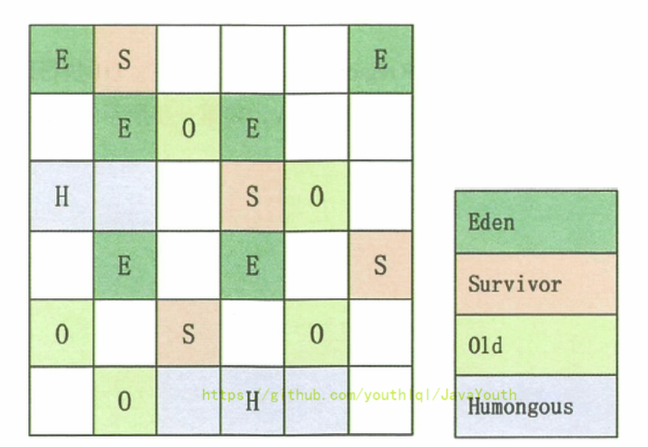 E S E
E O E
H S O
Eden
E E S
Survivor
O S O
Old
O H
Humongous
https://github.com/youthlql/JavaYouth